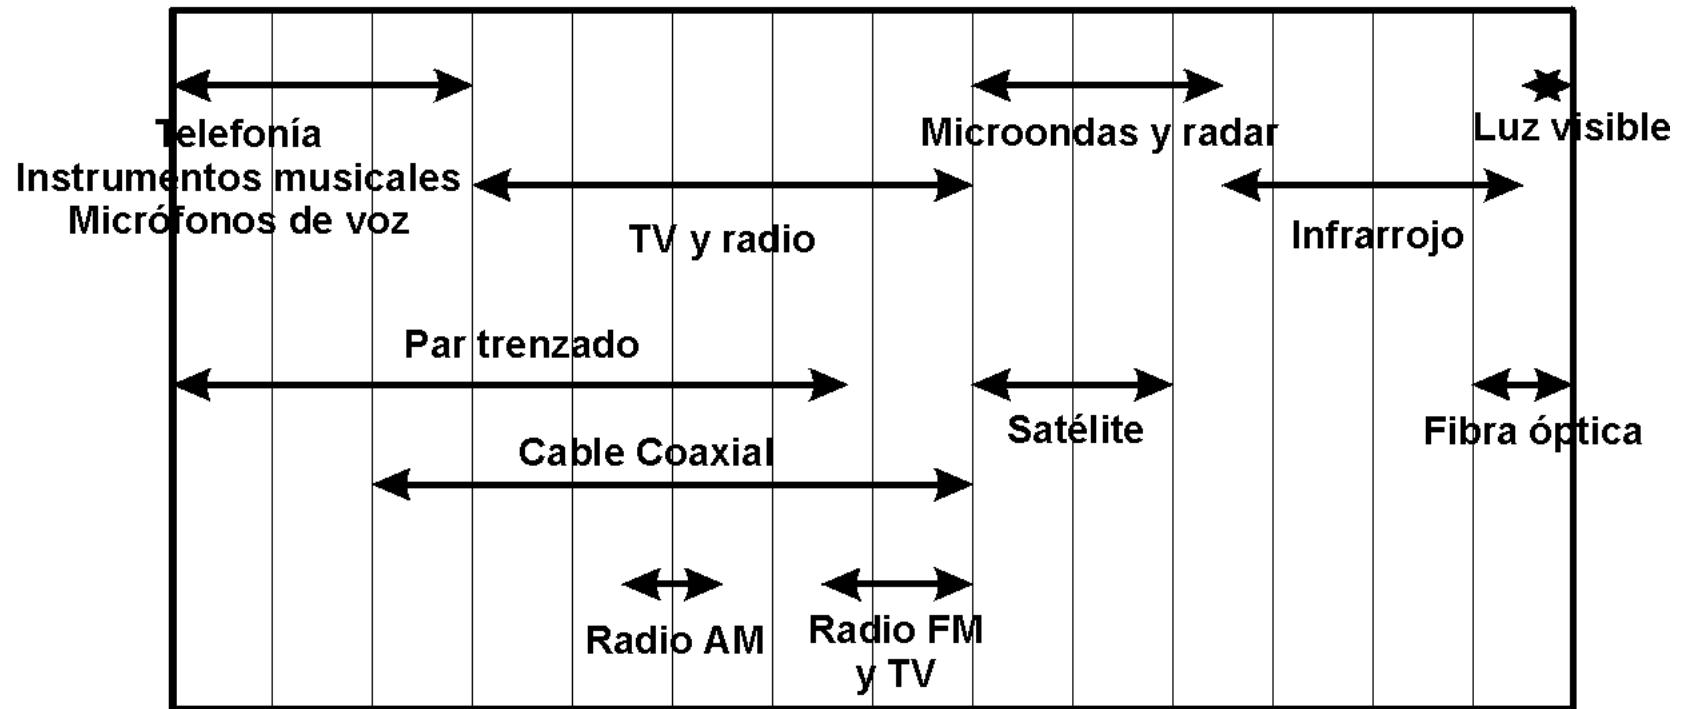 Telefonía
Instrumentos musicales
Micrófonos de voz
Microondas y radar
Luz visible
TV y radio
Infrarrojo
Par trenzado
Satélite
Fibra óptica
Cable Coaxial
Radio AM
Radio FM
y TV